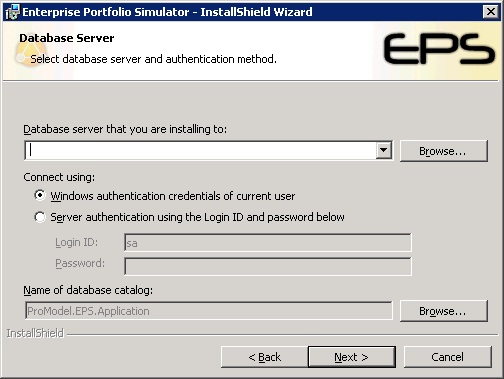 Enterprise Portfolio Simulator - InstallShield Wizard
Database Server
Select database server and authentication method.
EPS
Database server that you are installing to:
Browse...
Connect using:
Windows authentication credentials of current user
Server authentication using the Login ID and password below
Login ID:
sa
Password:
Name of database catalog:
ProModel.EPS.Application
Browse...
InstallShield
< Back
Next >
Cancel